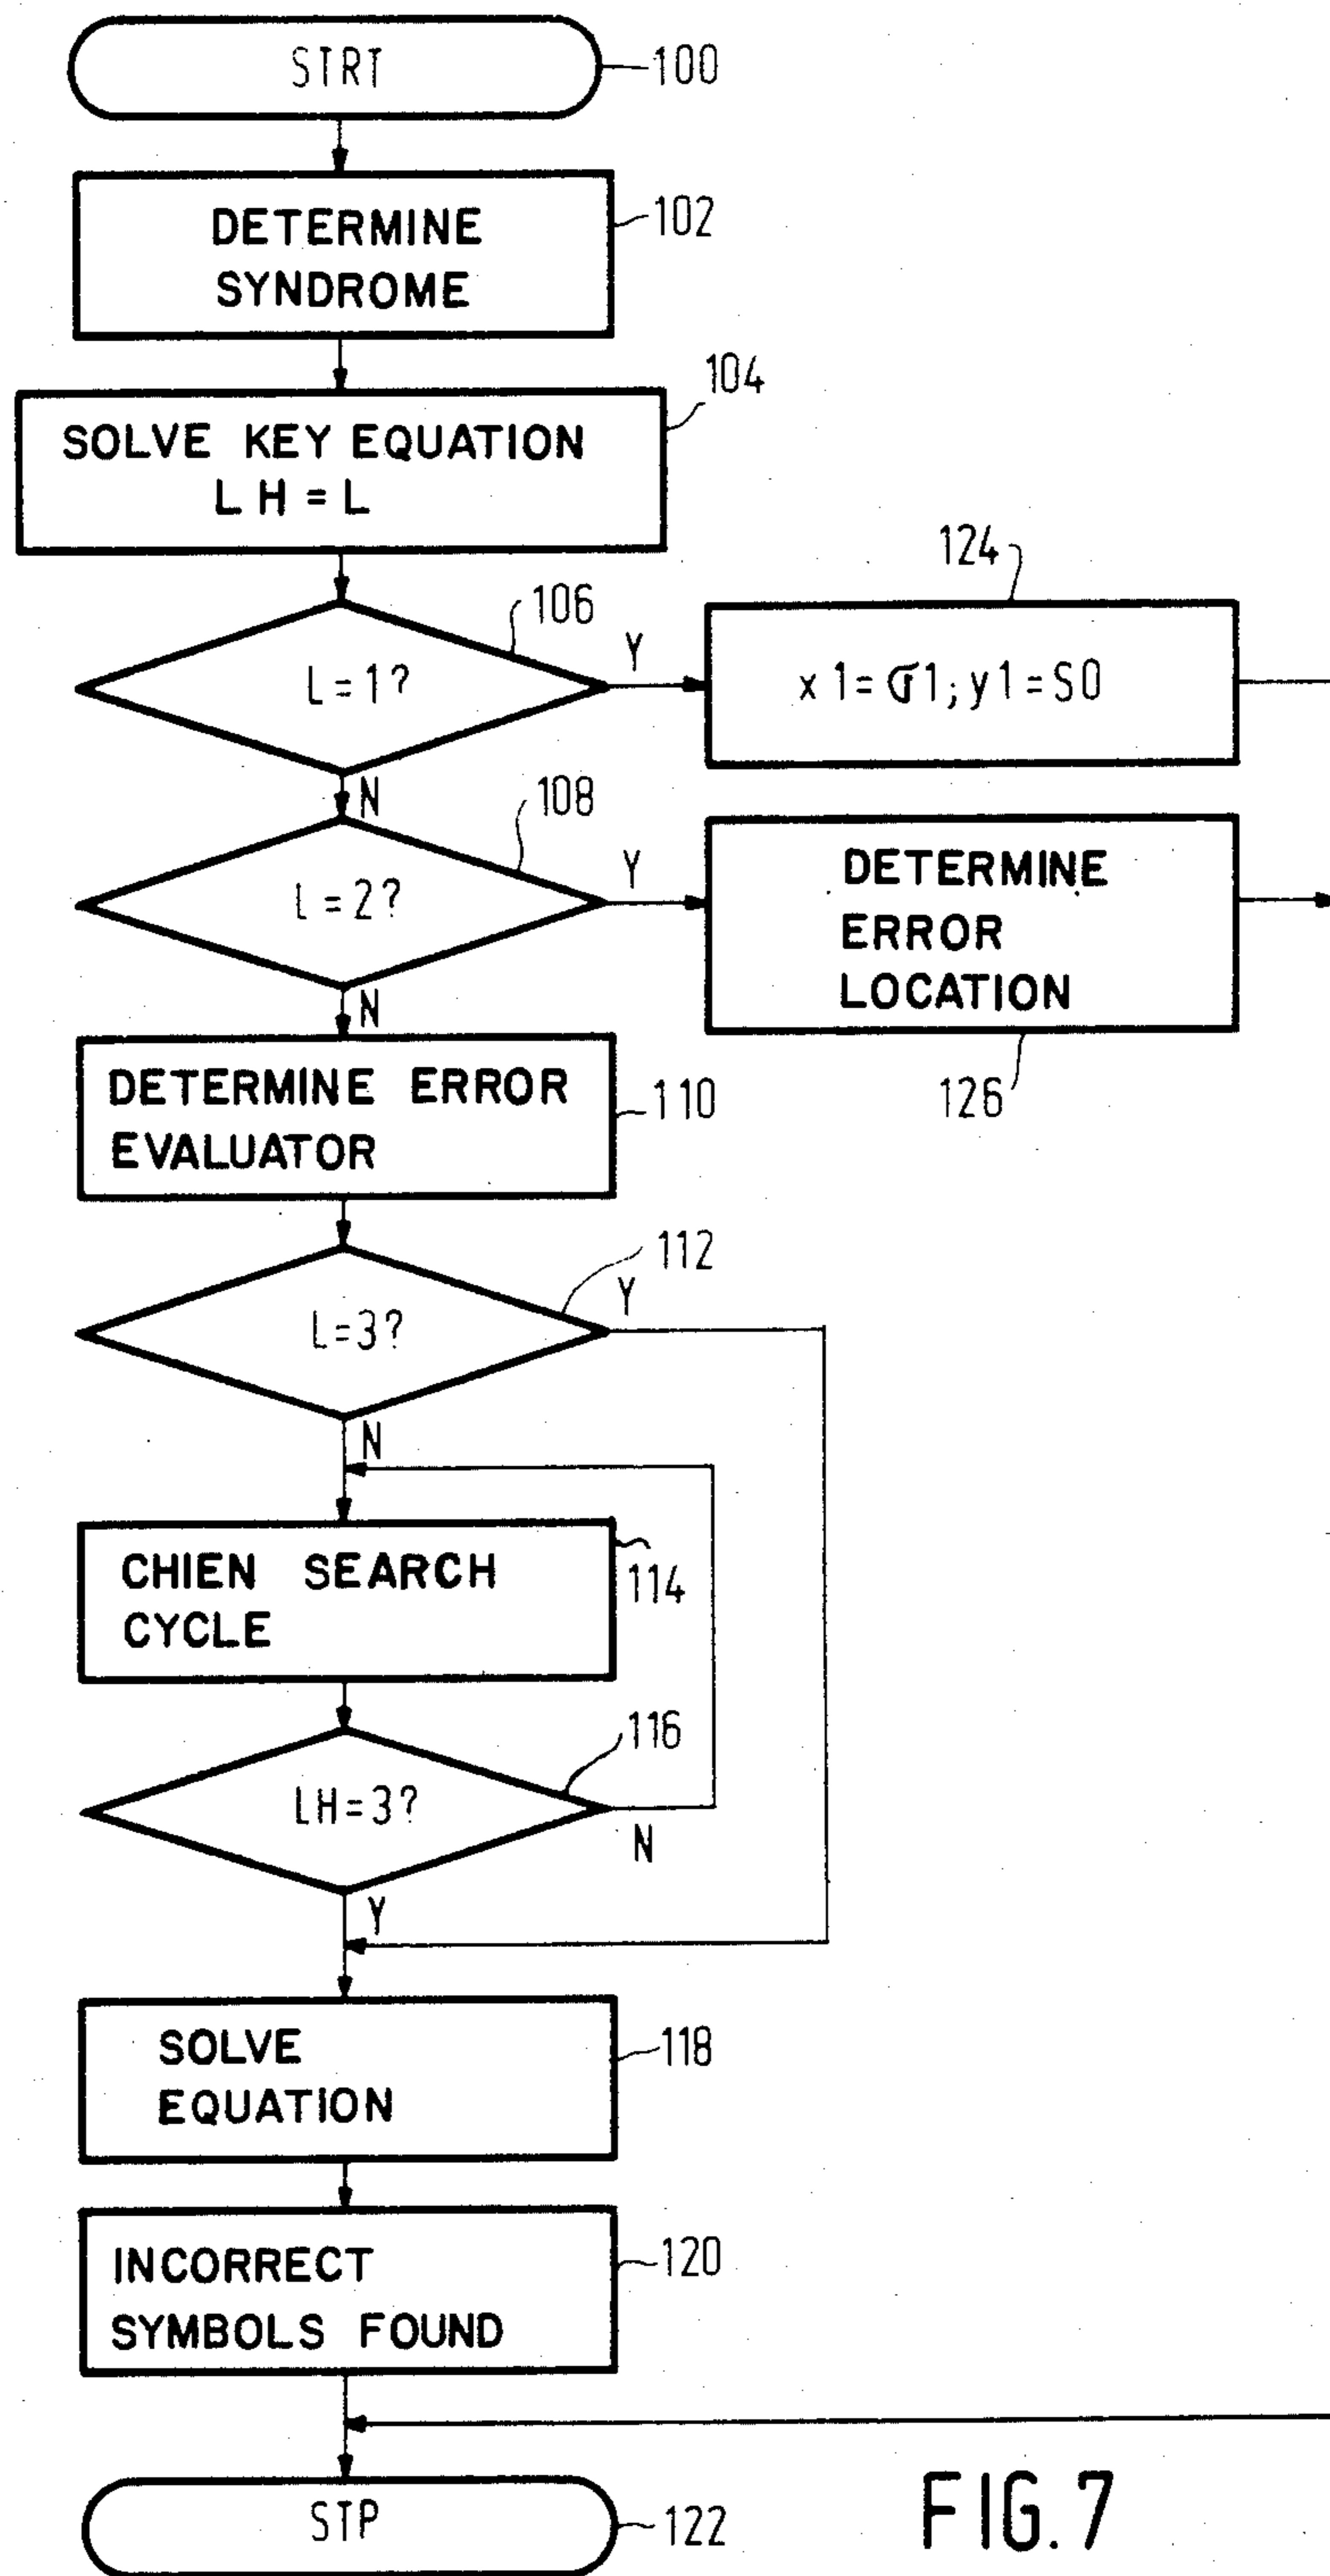 STRT
100
DETERMINE
SYNDROME
102
104
SOLVE KEY EQUATION
LH = L
106
L=1?
Y
124
x1=σ1; y1=S0
N
108
L=2?
Y
DETERMINE
ERROR
LOCATION
126
N
DETERMINE ERROR
EVALUATOR
110
112
L=3?
Y
N
CHIEN SEARCH
CYCLE
114
116
LH=3?
N
Y
SOLVE
EQUATION
118
INCORRECT
SYMBOLS FOUND
120
STP
122
FIG.7